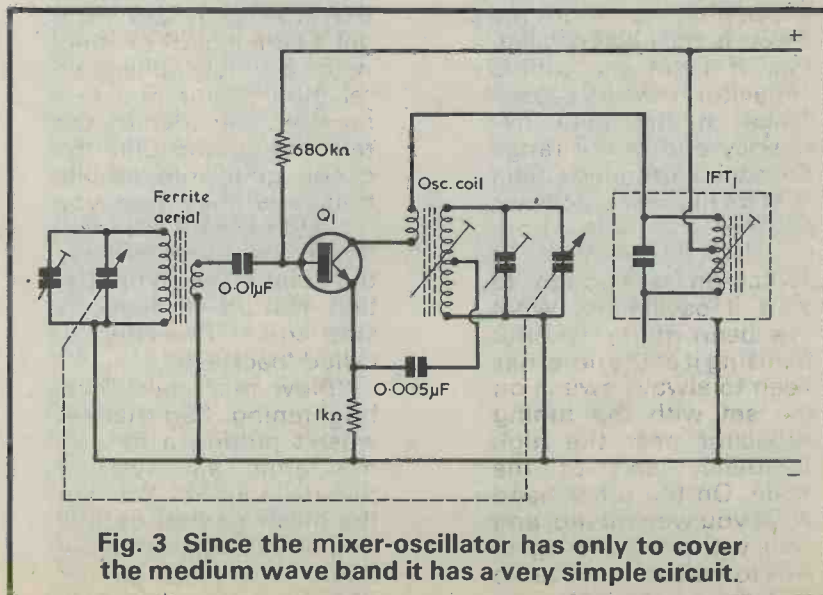 +
680kΩ
IFT1
Osc. coil
Ferrite
aerial
Q1
0·01µF
0·005µF
1kΩ
−
Fig. 3 Since the mixer-oscillator has only to cover
the medium wave band it has a very simple circuit.